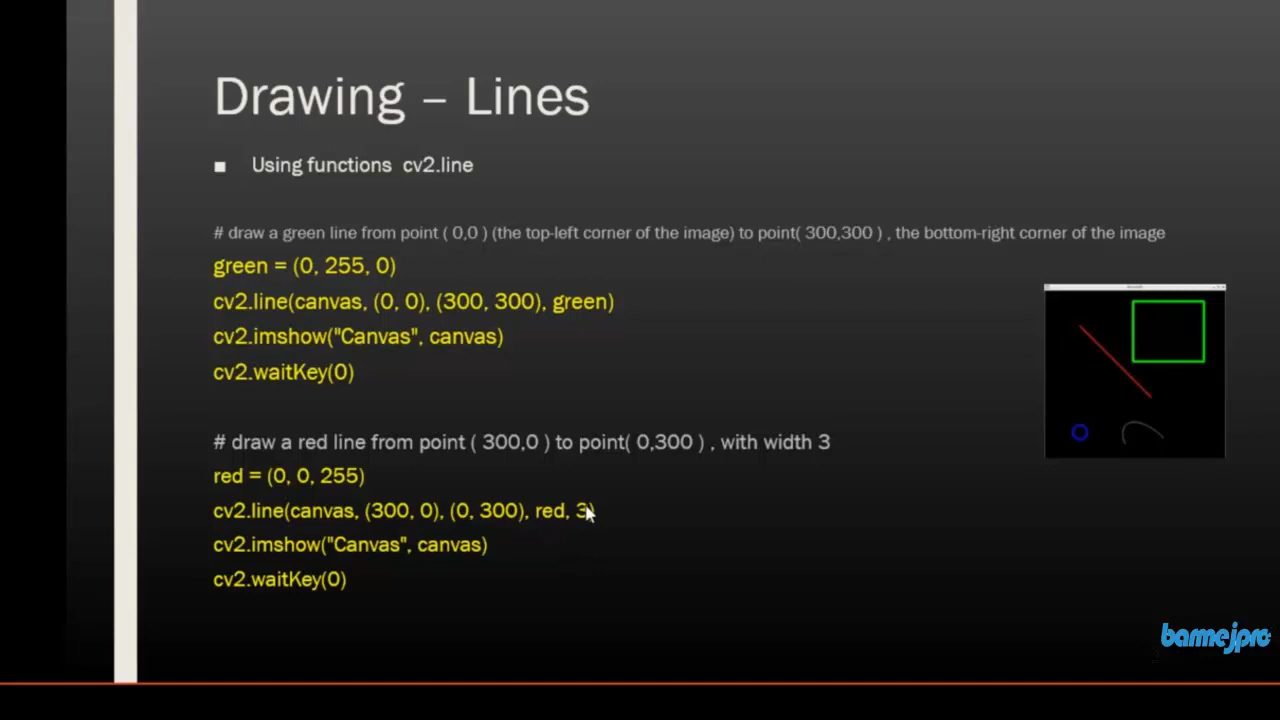 Drawing – Lines
■ Using functions cv2.line
# draw a green line from point ( 0,0 ) (the top-left corner of the image) to point( 300,300 ) , the bottom-right corner of the image
green = (0, 255, 0)
cv2.line(canvas, (0, 0), (300, 300), green)
cv2.imshow("Canvas", canvas)
cv2.waitKey(0)
# draw a red line from point ( 300,0 ) to point( 0,300 ) , with width 3
red = (0, 0, 255)
cv2.line(canvas, (300, 0), (0, 300), red, 3)
cv2.imshow("Canvas", canvas)
cv2.waitKey(0)
barmejpro